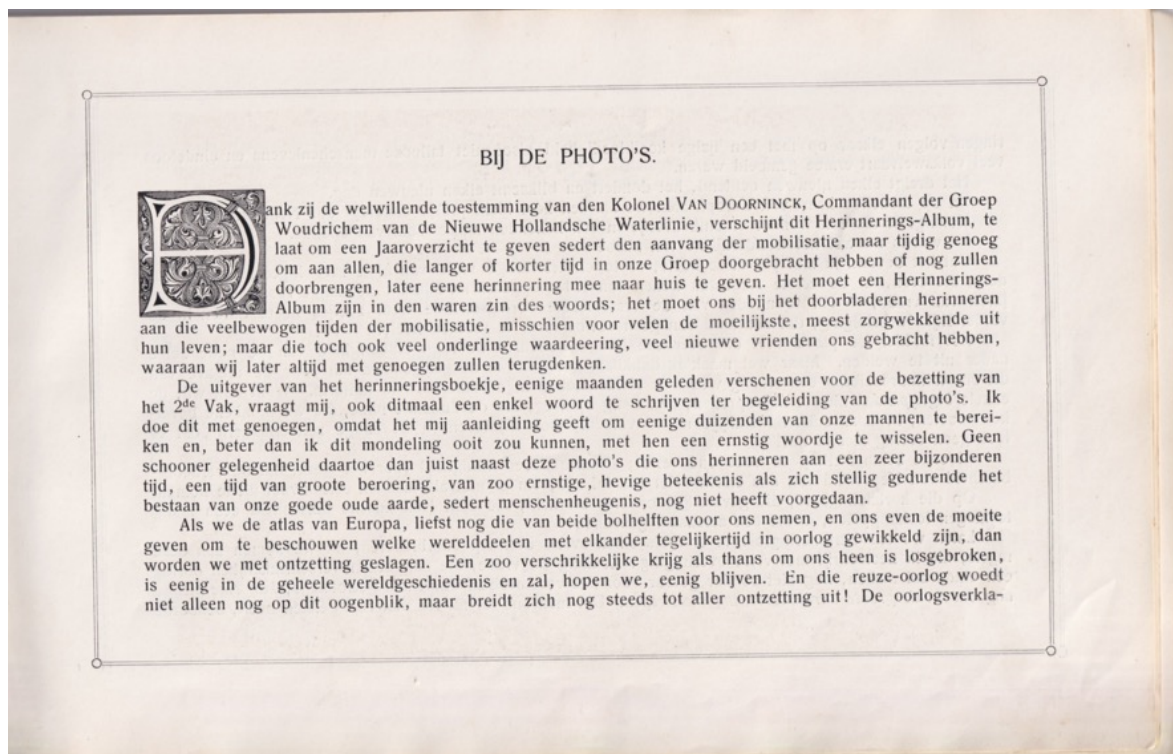 BIJ DE PHOTO'S.
Dank zij de welwillende toestemming van den Kolonel VAN DOORNINCK, Commandant der Groep
Woudrichem van de Nieuwe Hollandsche Waterlinie, verschijnt dit Herinnerings-Album, te
laat om een Jaaroverzicht te geven sedert den aanvang der mobilisatie, maar tijdig genoeg
om aan allen, die langer of korter tijd in onze Groep doorgebracht hebben of nog zullen
doorbrengen, later eene herinnering mee naar huis te geven. Het moet een Herinnerings-
Album zijn in den waren zin des woords; het moet ons bij het doorbladeren herinneren
aan die veelbewogen tijden der mobilisatie, misschien voor velen de moeilijkste, meest zorgwekkende uit
hun leven; maar die toch ook veel onderlinge waardeering, veel nieuwe vrienden ons gebracht hebben,
waaraan wij later altijd met genoegen zullen terugdenken.
De uitgever van het herinneringsboekje, eenige maanden geleden verschenen voor de bezetting van
het 2de Vak, vraagt mij, ook ditmaal een enkel woord te schrijven ter begeleiding van de photo's. Ik
doe dit met genoegen, omdat het mij aanleiding geeft om eenige duizenden van onze mannen te berei-
ken en, beter dan ik dit mondeling ooit zou kunnen, met hen een ernstig woordje te wisselen. Geen
schooner gelegenheid daartoe dan juist naast deze photo's die ons herinneren aan een zeer bijzonderen
tijd, een tijd van groote beroering, van zoo ernstige, hevige beteekenis als zich stellig gedurende het
bestaan van onze goede oude aarde, sedert menschenheugenis, nog niet heeft voorgedaan.
Als we de atlas van Europa, liefst nog die van beide bolhelften voor ons nemen, en ons even de moeite
geven om te beschouwen welke werelddeelen met elkander tegelijkertijd in oorlog gewikkeld zijn, dan
worden we met ontzetting geslagen. Een zoo verschrikkelijke krijg als thans om ons heen is losgebroken,
is eenig in de geheele wereldgeschiedenis en zal, hopen we, eenig blijven. En die reuze-oorlog woedt
niet alleen nog op dit oogenblik, maar breidt zich nog steeds tot aller ontzetting uit! De oorlogsverkla-